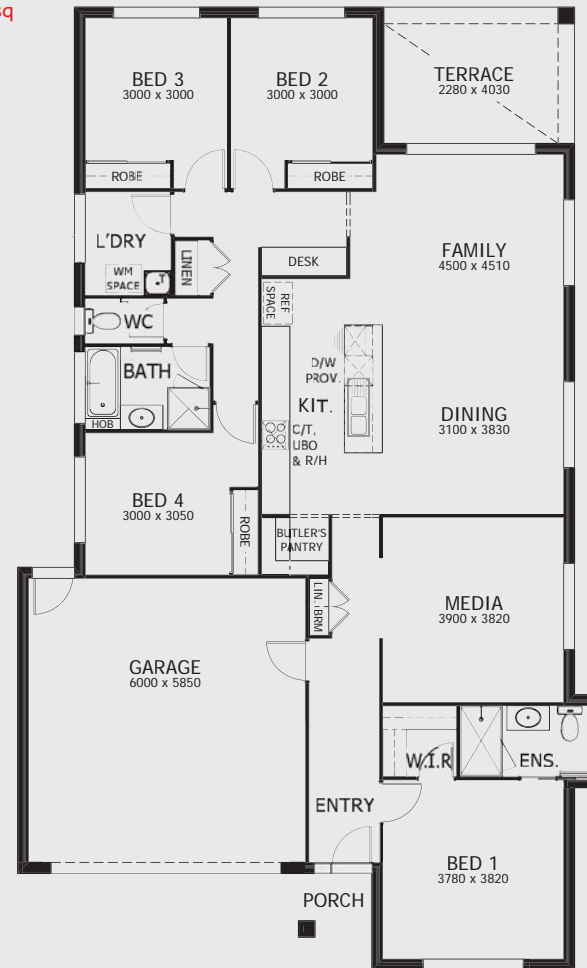 sq
BED 3
3000 x 3000
BED 2
3000 x 3000
TERRACE
2280 x 4030
ROBE
ROBE
L'DRY
WM
SPACE
T
LINEN
DESK
FAMILY
4500 x 4510
WC
REF
SPACE
BATH
HOB
D/W
PROV.
KIT.
C/T,
UBO
& R/H
DINING
3100 x 3830
BED 4
3000 x 3050
ROBE
BUTLER'S
PANTRY
LIN.
BRM
MEDIA
3900 x 3820
GARAGE
6000 x 5850
W.I.R
ENS.
ENTRY
BED 1
3780 x 3820
PORCH